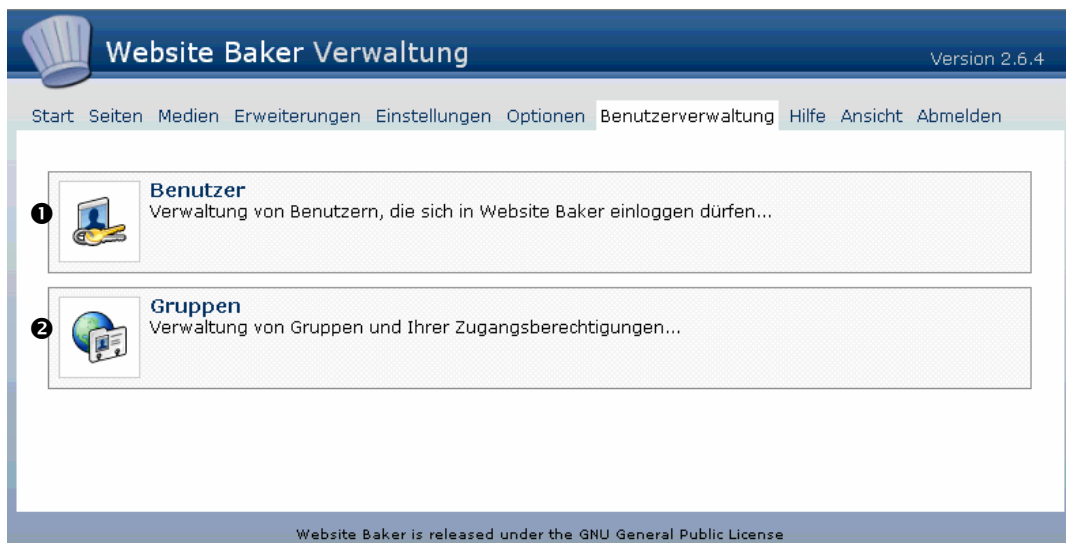 Website Baker Verwaltung
Version 2.6.4
Start Seiten Medien Erweiterungen Einstellungen Optionen Benutzerverwaltung Hilfe Ansicht Abmelden
❶
Benutzer
Verwaltung von Benutzern, die sich in Website Baker einloggen dürfen...
❷
Gruppen
Verwaltung von Gruppen und Ihrer Zugangsberechtigungen...
Website Baker is released under the GNU General Public License